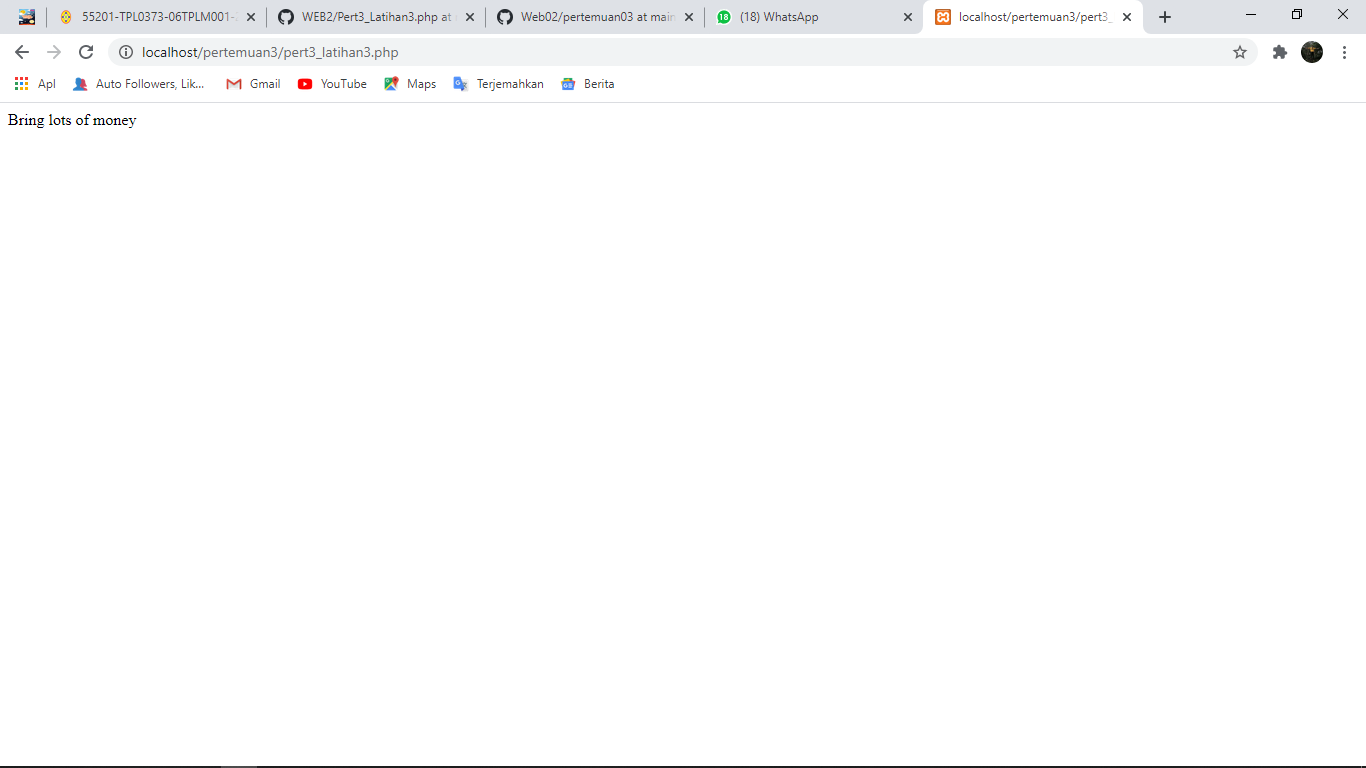 55201-TPL0373-06TPLM001-
WEB2/Pert3_Latihan3.php at
Web02/pertemuan03 at main
(18) WhatsApp
localhost/pertemuan3/pert3_
localhost/pertemuan3/pert3_latihan3.php
Apl
Auto Followers, Lik...
Gmail
YouTube
Maps
Terjemahkan
Berita
Bring lots of money